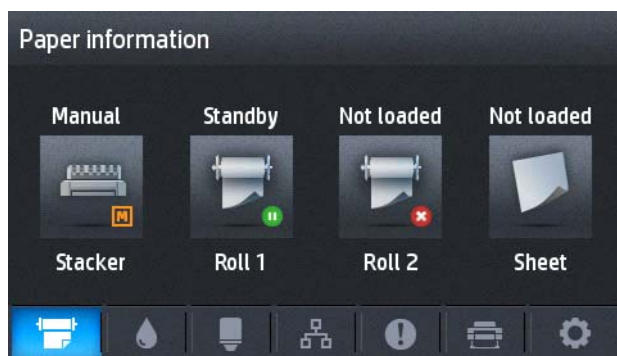 Paper information
Manual Standby Not loaded Not loaded
M
Stacker Roll 1 Roll 2 Sheet